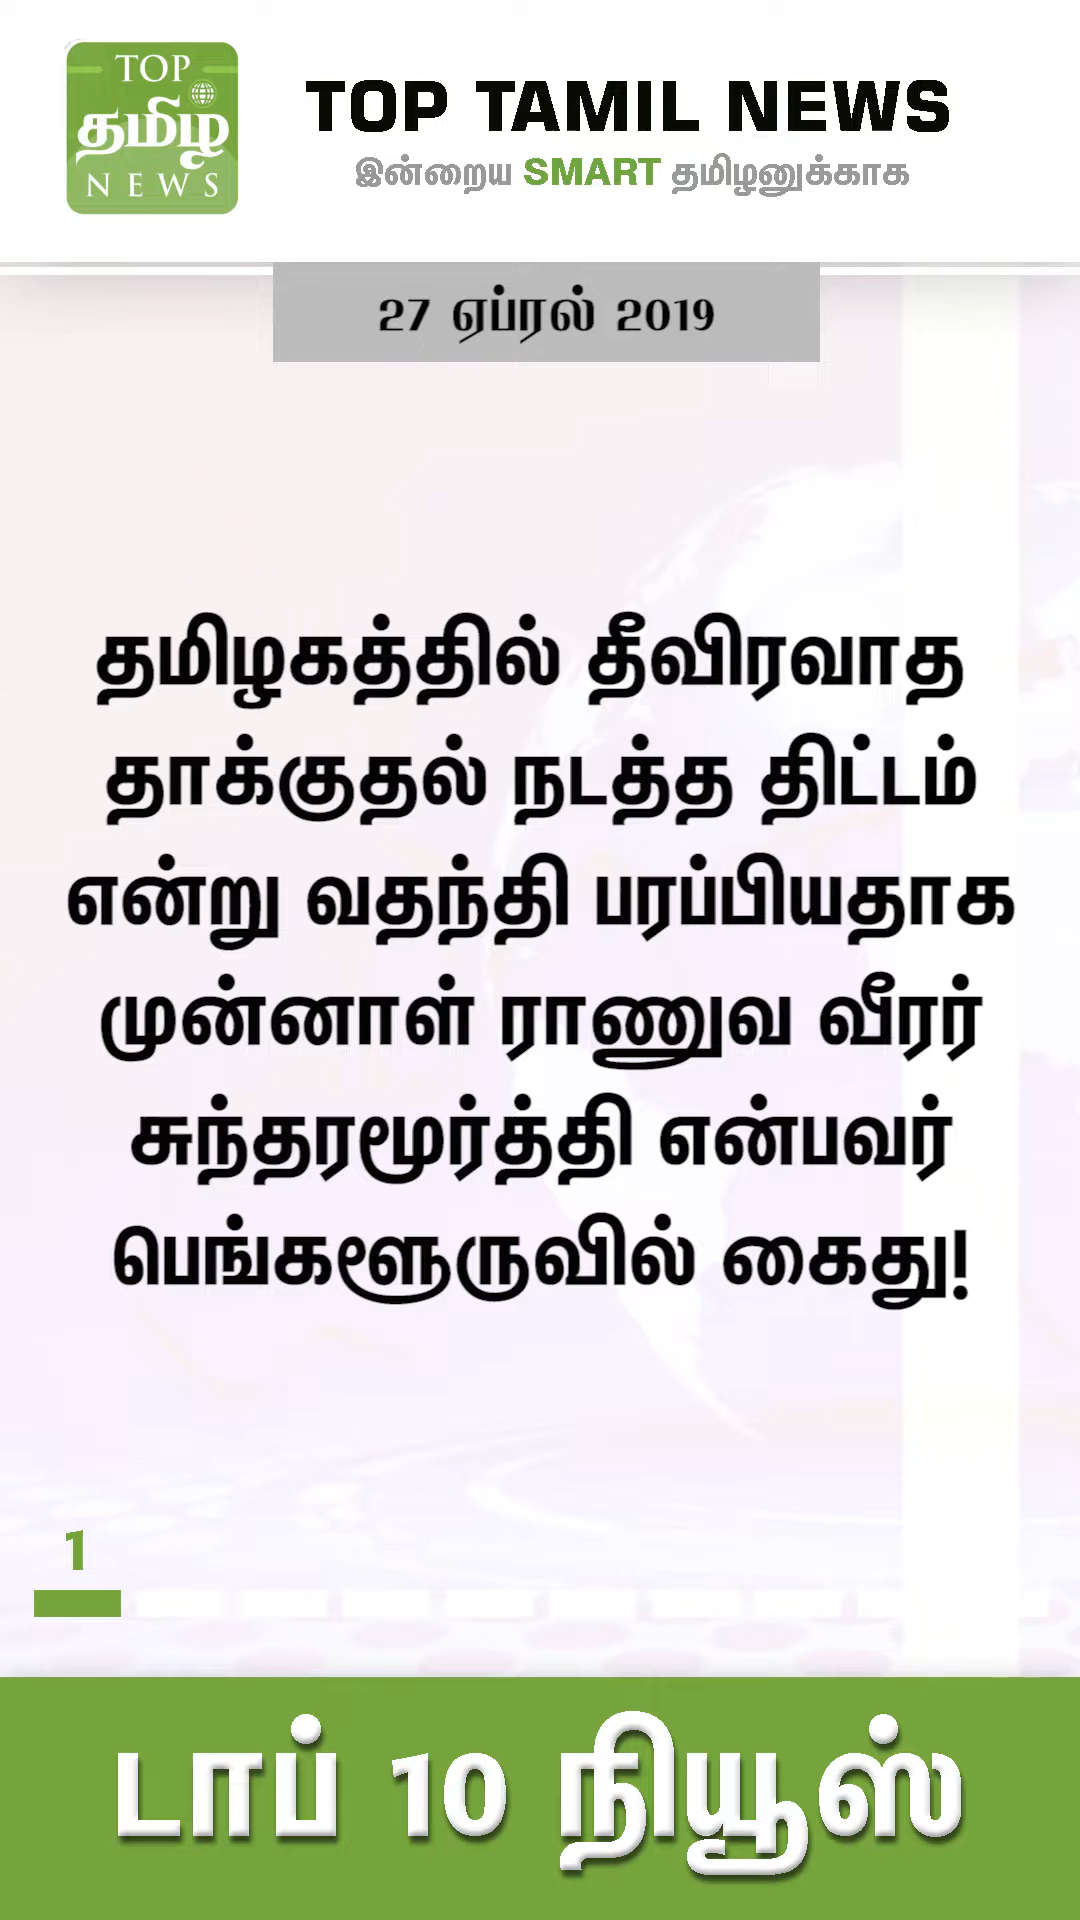 TOP
தமிழ்
NEWS
TOP TAMIL NEWS
இன்றைய SMART தமிழனுக்காக
27 ஏப்ரல் 2019
தமிழகத்தில் தீவிரவாத
தாக்குதல் நடத்த திட்டம்
என்று வதந்தி பரப்பியதாக
முன்னாள் ராணுவ வீரர்
சுந்தரமூர்த்தி என்பவர்
பெங்களூருவில் கைது!
1
டாப் 10 நியூஸ்